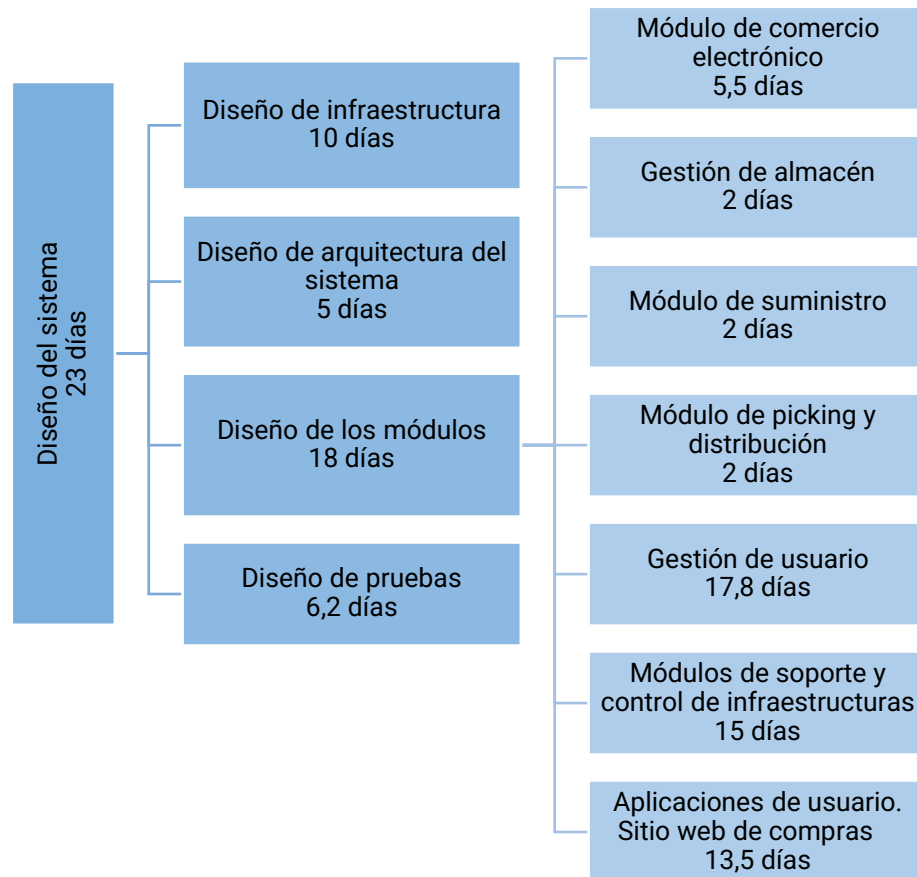 Diseño del sistema
23 días
Diseño de infraestructura
10 días
Diseño de arquitectura del
sistema
5 días
Diseño de los módulos
18 días
Diseño de pruebas
6,2 días
Módulo de comercio
electrónico
5,5 días
Gestión de almacén
2 días
Módulo de suministro
2 días
Módulo de picking y
distribución
2 días
Gestión de usuario
17,8 días
Módulos de soporte y
control de infraestructuras
15 días
Aplicaciones de usuario.
Sitio web de compras
13,5 días